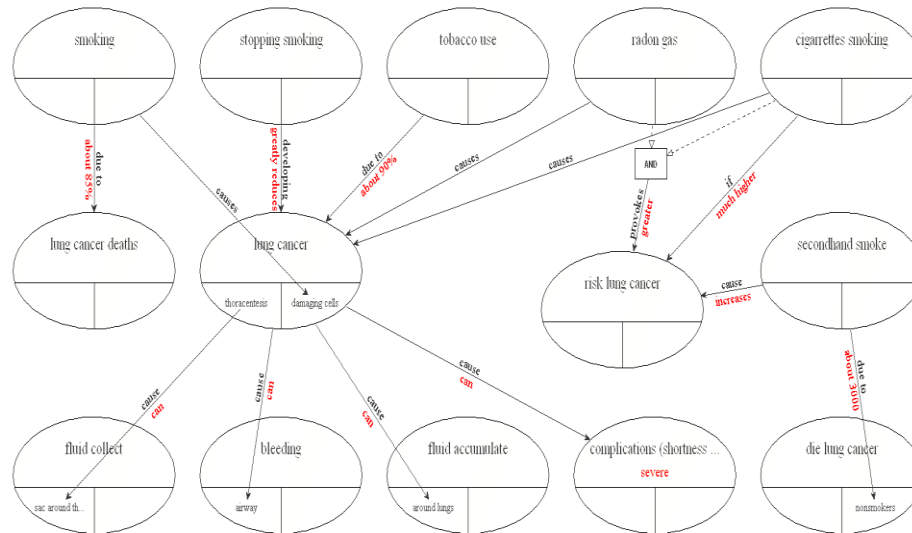 smoking
stopping smoking
tobacco use
radon gas
cigarrettes smoking
due to
about 85%
causes
developing
greatly reduces
due to
about 90%
causes
causes
AND
provokes
greater
if
much higher
lung cancer deaths
lung cancer
thoracentesis
damaging cells
risk lung cancer
secondhand smoke
cause
increases
cause
can
cause
can
cause
can
cause
can
due to
about 3000
fluid collect
sac around th...
bleeding
airway
fluid accumulate
around lungs
complications (shortness ...
severe
die lung cancer
nonsmokers